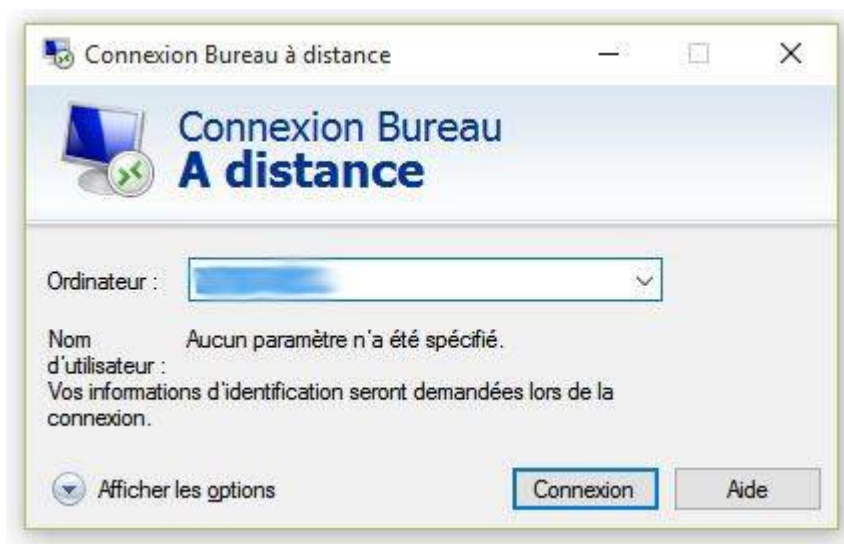 Connexion Bureau à distance
Connexion Bureau
A distance
Ordinateur :
Nom
d'utilisateur :
Aucun paramètre n'a été spécifié.
Vos informations d'identification seront demandées lors de la
connexion.
Afficher les options
Connexion
Aide